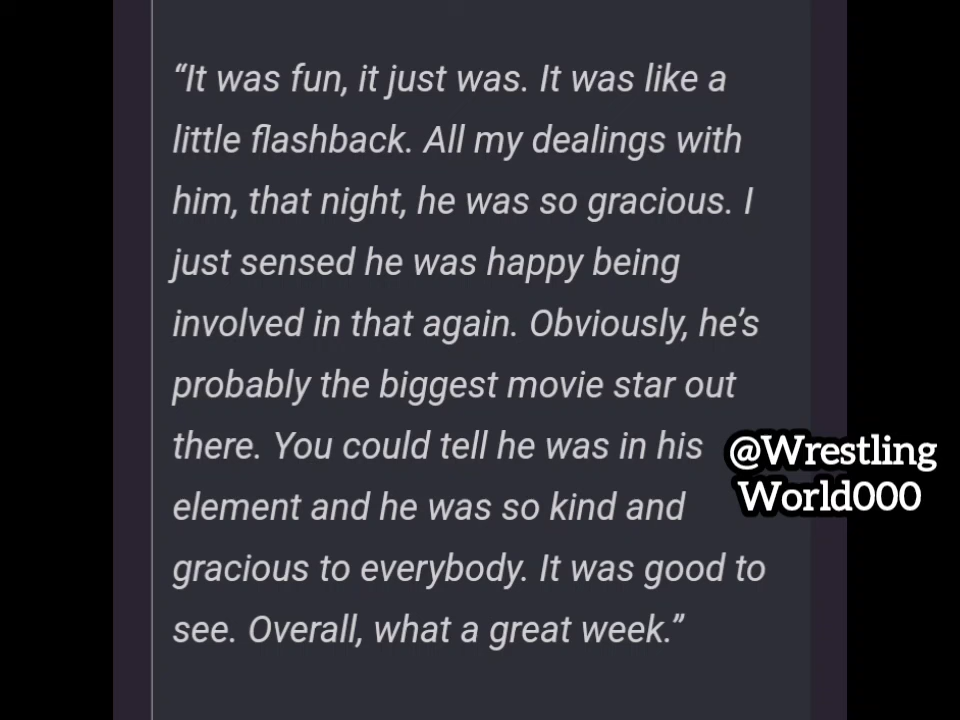 “It was fun, it just was. It was like a
little flashback. All my dealings with
him, that night, he was so gracious. I
just sensed he was happy being
involved in that again. Obviously, he’s
probably the biggest movie star out
there. You could tell he was in his
element and he was so kind and
gracious to everybody. It was good to
see. Overall, what a great week.”
@Wrestling
World000